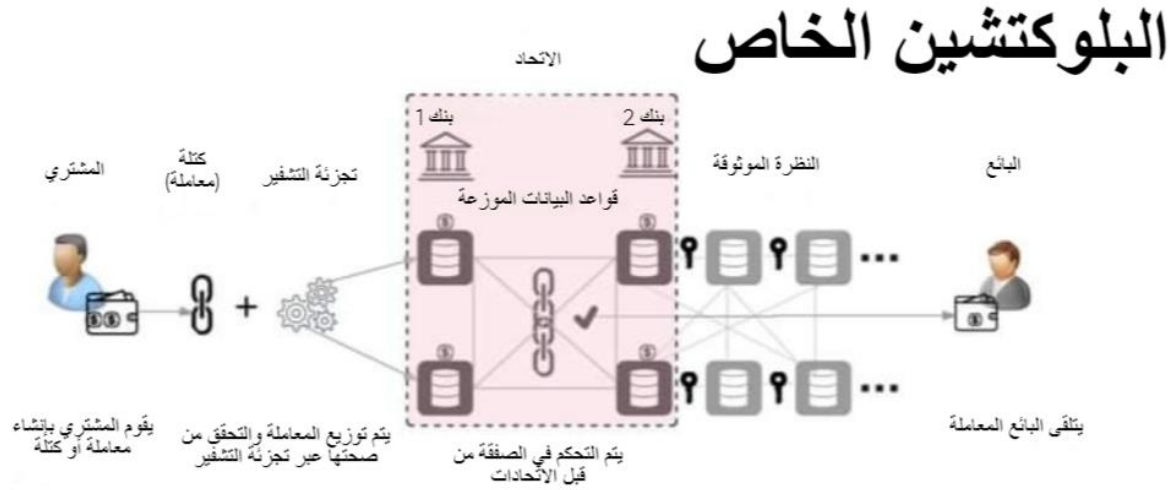 البلوكتشين الخاص
الاتحاد
بنك 1
بنك 2
المشتري
كتلة
(معاملة)
تجزئة التشفير
النظرة الموثوقة
البائع
قواعد البيانات الموزعة
يقوم المشتري بإنشاء
معاملة أو كتلة
يتم توزيع المعاملة والتحقق من
صحتها عبر تجزئة التشفير
يتم التحكم في الصفقة من
قبل الاتحادات
يتلقى البائع المعاملة